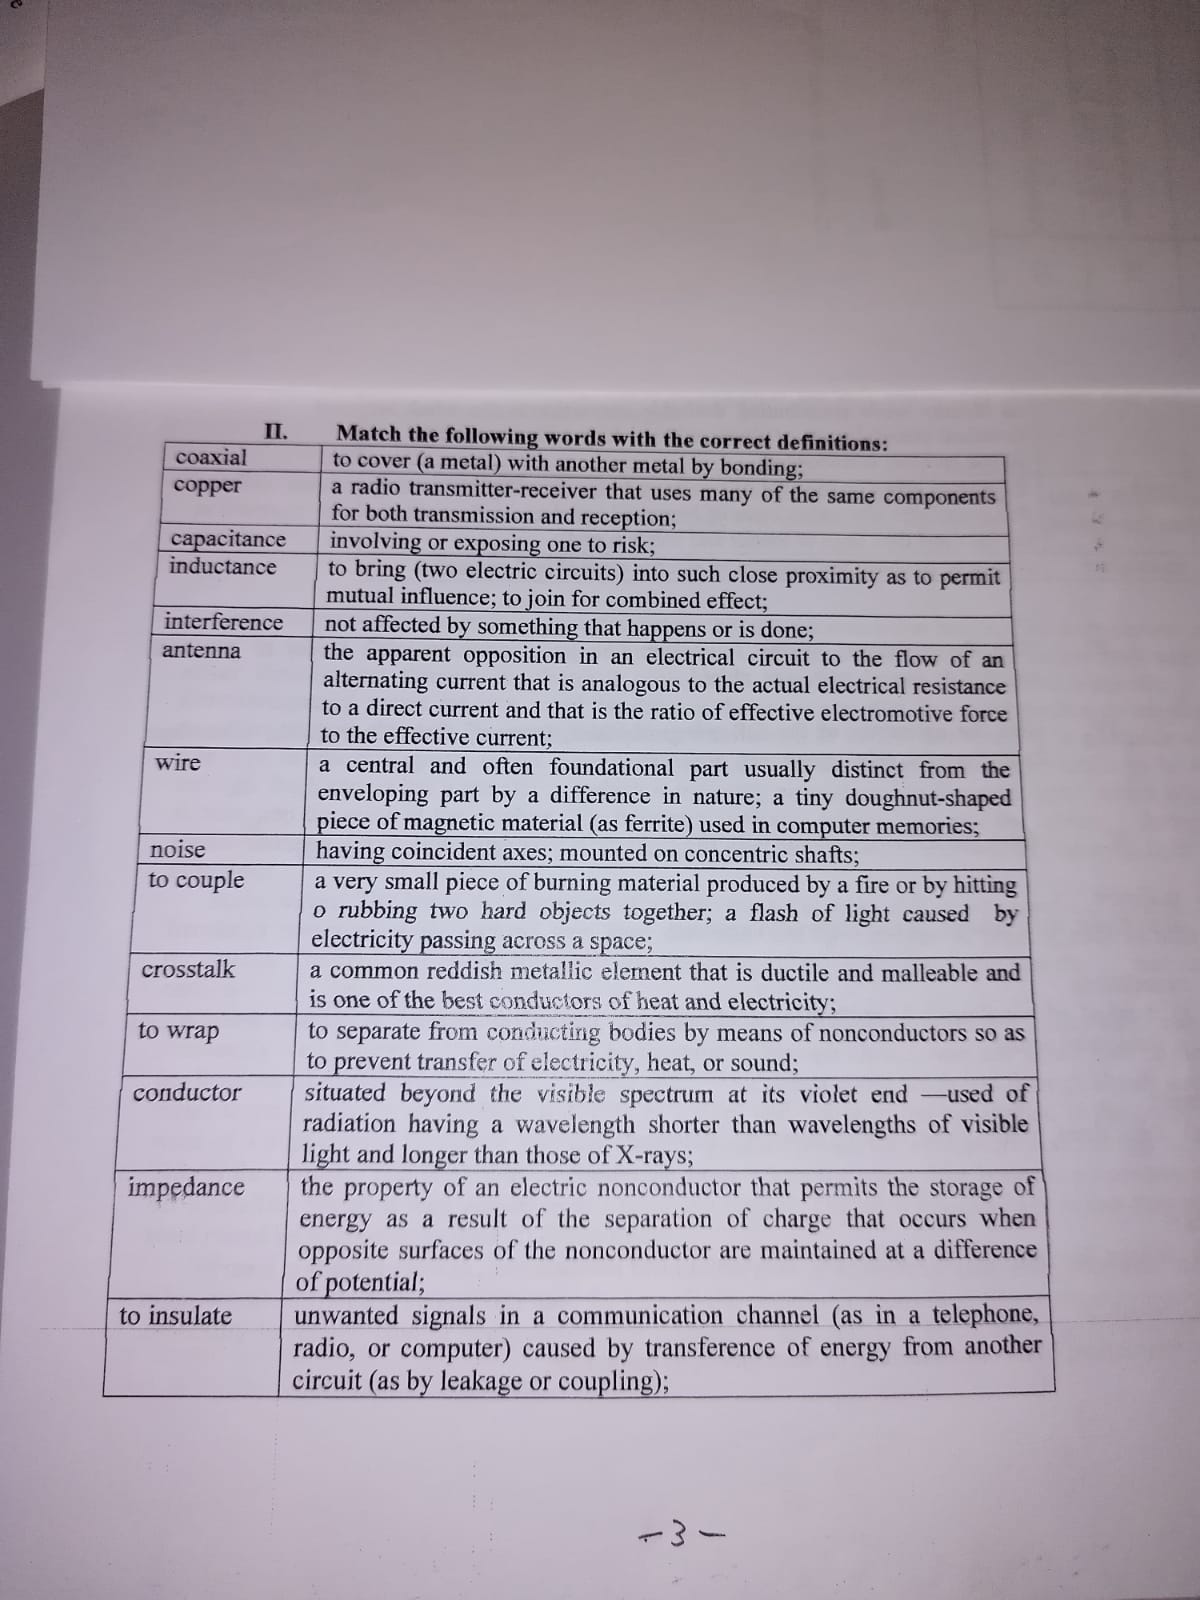 II. Match the following words with the correct definitions:
coaxial to cover (a metal) with another metal by bonding;
copper a radio transmitter-receiver that uses many of the same components
for both transmission and reception;
capacitance involving or exposing one to risk;
inductance to bring (two electric circuits) into such close proximity as to permit
mutual influence; to join for combined effect;
interference not affected by something that happens or is done;
antenna the apparent opposition in an electrical circuit to the flow of an
alternating current that is analogous to the actual electrical resistance
to a direct current and that is the ratio of effective electromotive force
to the effective current;
wire a central and often foundational part usually distinct from the
enveloping part by a difference in nature; a tiny doughnut-shaped
piece of magnetic material (as ferrite) used in computer memories;
noise having coincident axes; mounted on concentric shafts;
to couple a very small piece of burning material produced by a fire or by hitting
o rubbing two hard objects together; a flash of light caused by
electricity passing across a space;
crosstalk a common reddish metallic element that is ductile and malleable and
is one of the best conductors of heat and electricity;
to wrap to separate from conducting bodies by means of nonconductors so as
to prevent transfer of electricity, heat, or sound;
conductor situated beyond the visible spectrum at its violet end —used of
radiation having a wavelength shorter than wavelengths of visible
light and longer than those of X-rays;
impedance the property of an electric nonconductor that permits the storage of
energy as a result of the separation of charge that occurs when
opposite surfaces of the nonconductor are maintained at a difference
of potential;
to insulate unwanted signals in a communication channel (as in a telephone,
radio, or computer) caused by transference of energy from another
circuit (as by leakage or coupling);
-3-